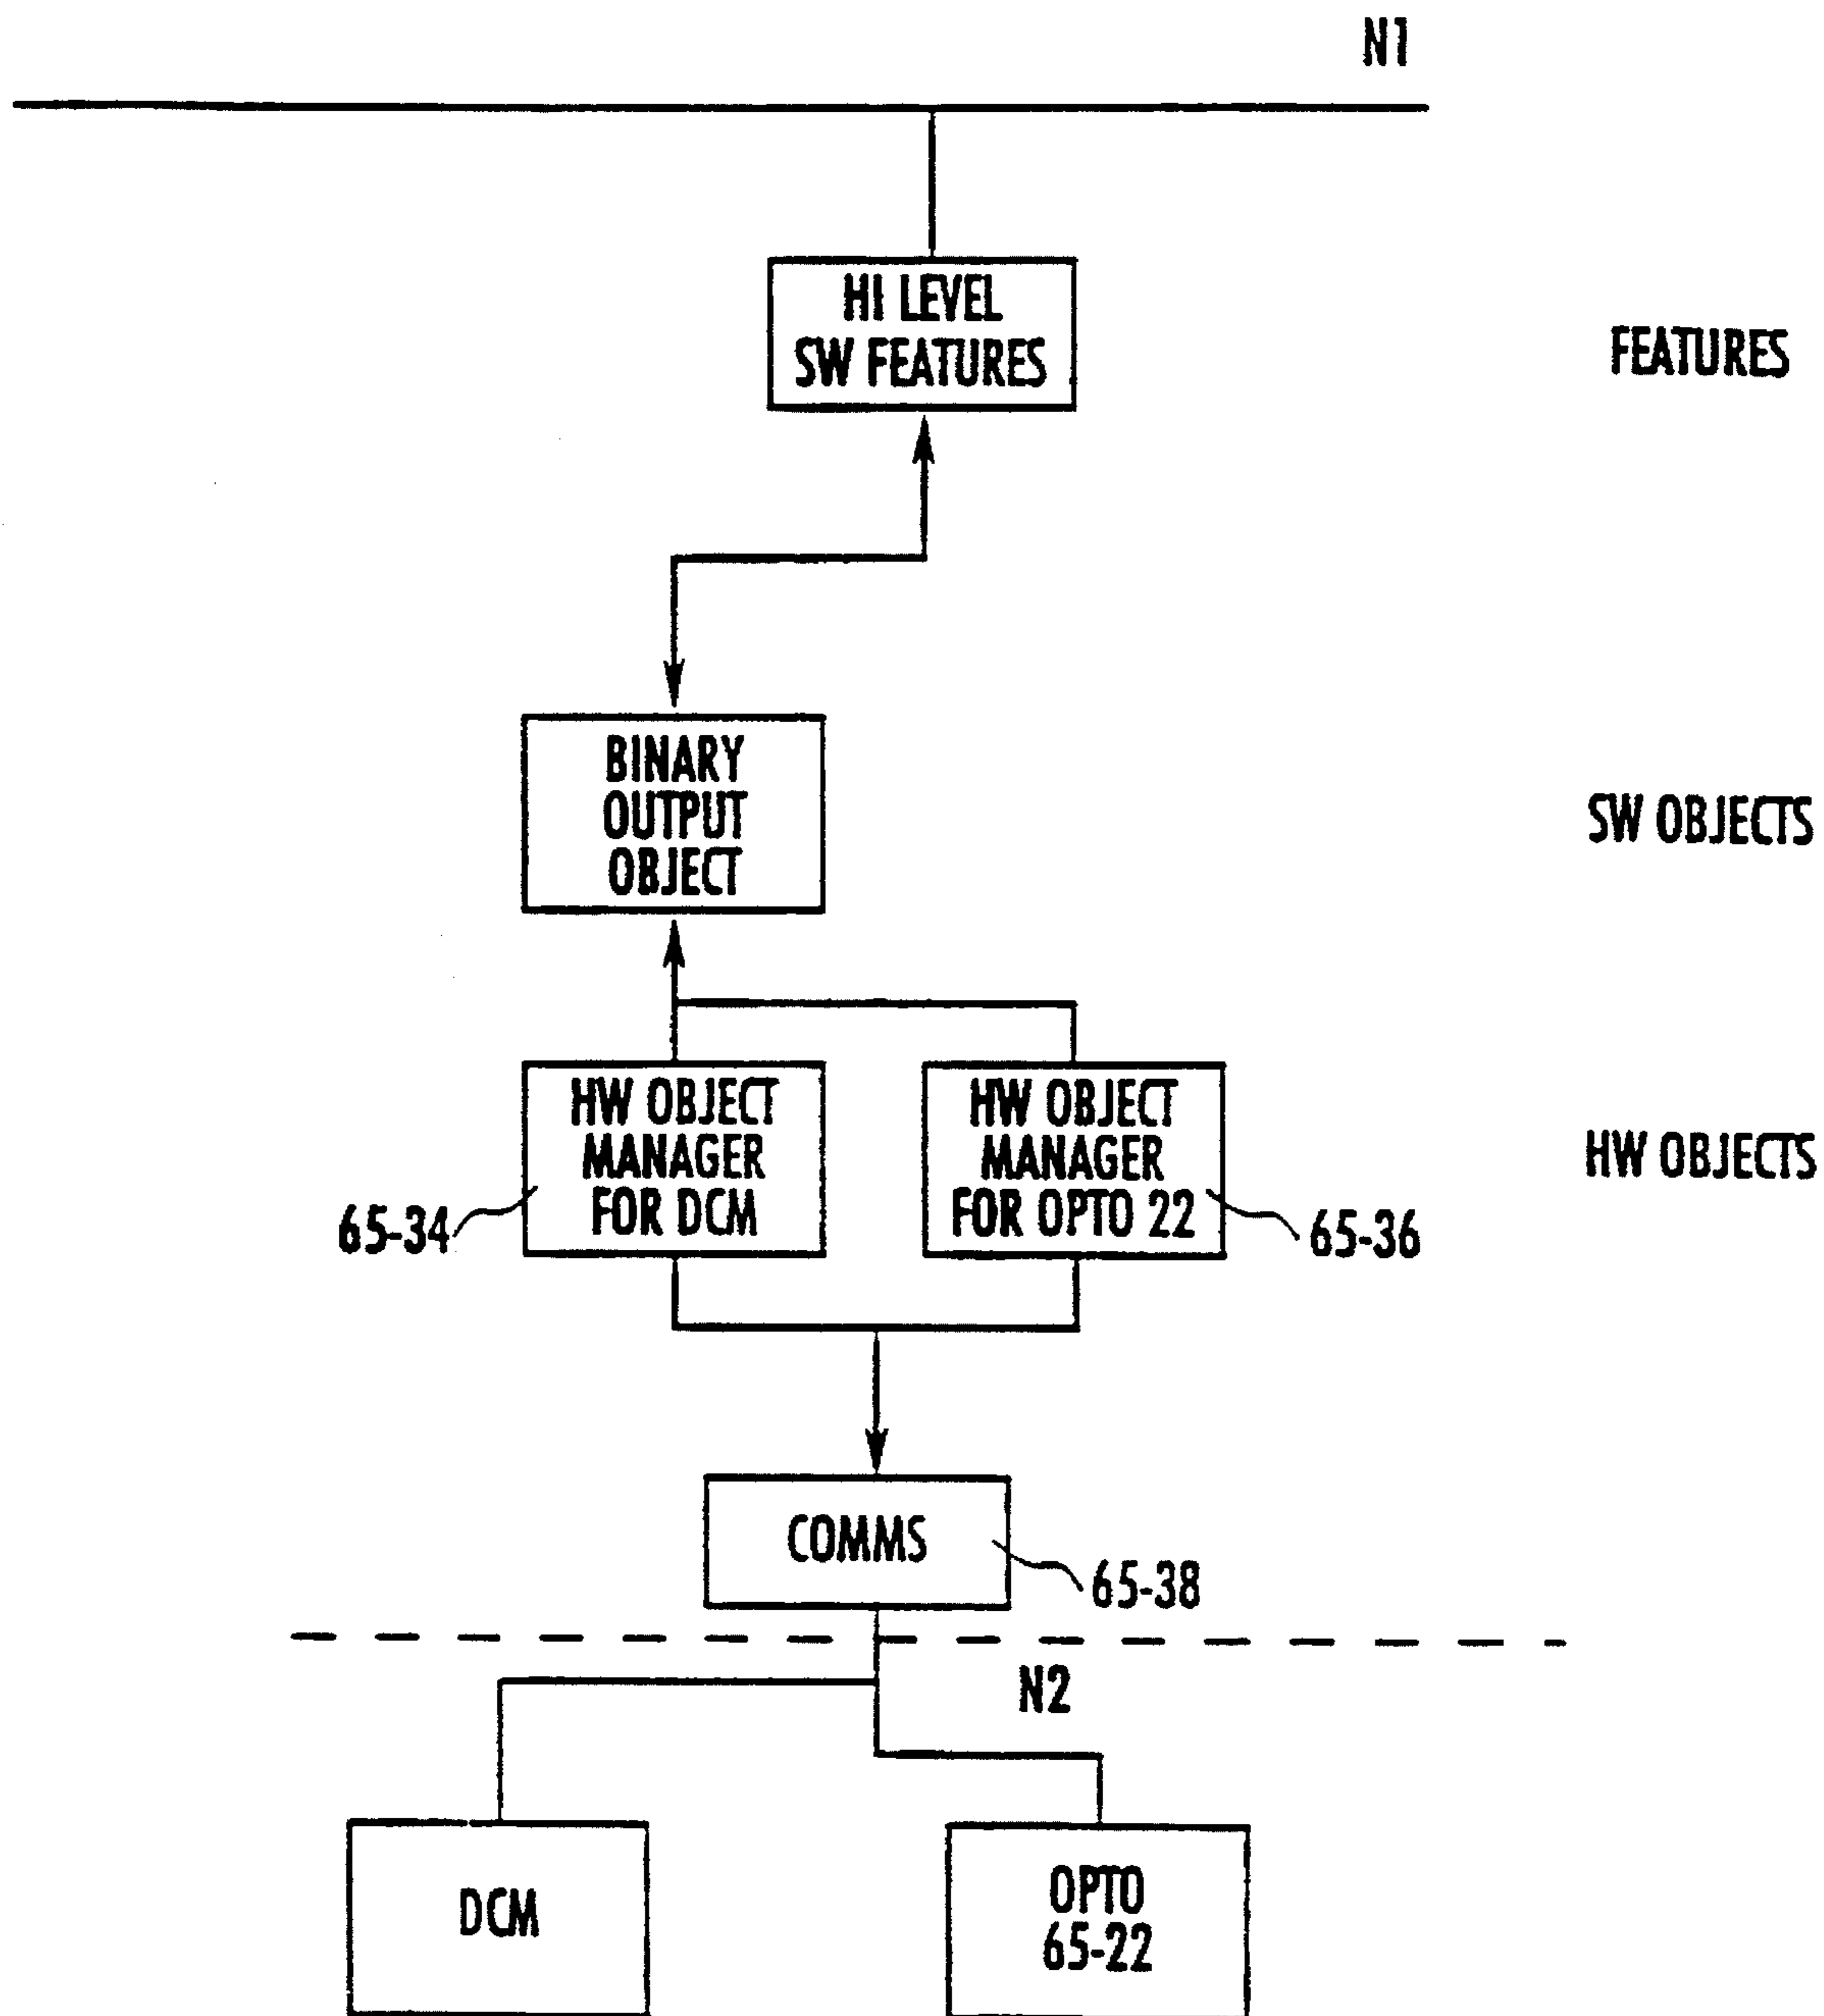 N1
HI LEVEL
SW FEATURES
FEATURES
BINARY
OUTPUT
OBJECT
SW OBJECTS
HW OBJECT
MANAGER
FOR DCM
HW OBJECT
MANAGER
FOR OPTO 22
HW OBJECTS
65-34
65-36
COMMS
65-38
N2
DCM
OPTO
65-22